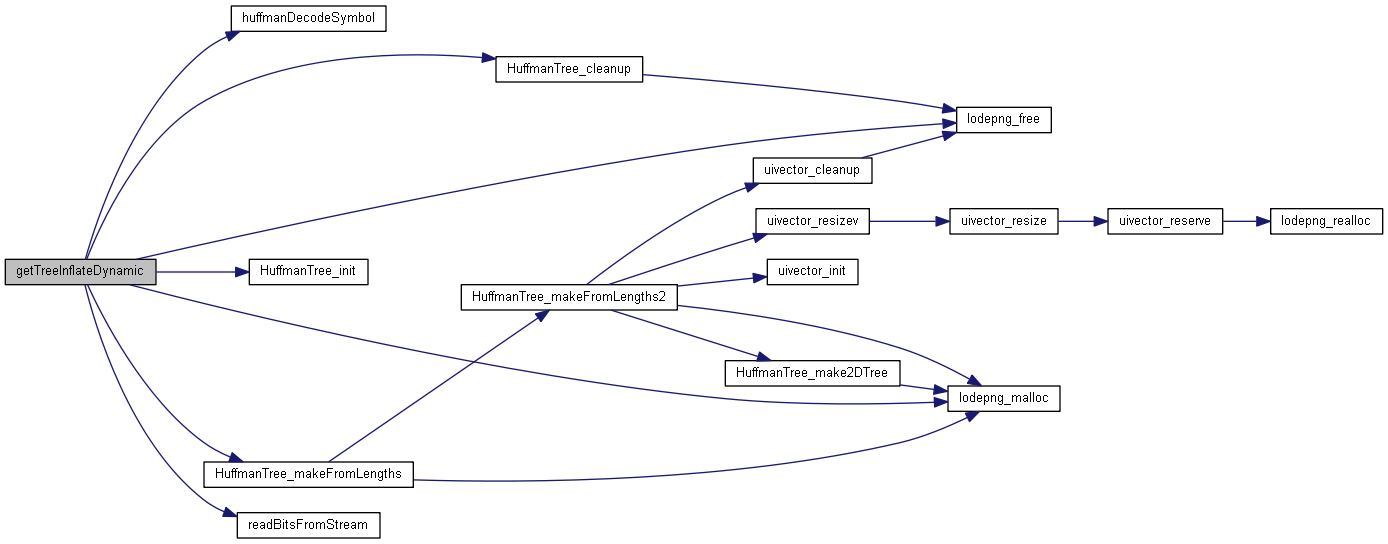 huffmanDecodeSymbol
HuffmanTree_cleanup
lodepng_free
uivector_cleanup
uivector_resizev
uivector_resize
uivector_reserve
lodepng_realloc
getTreeInflateDynamic
HuffmanTree_init
uivector_init
HuffmanTree_makeFromLengths2
HuffmanTree_make2DTree
lodepng_malloc
HuffmanTree_makeFromLengths
readBitsFromStream